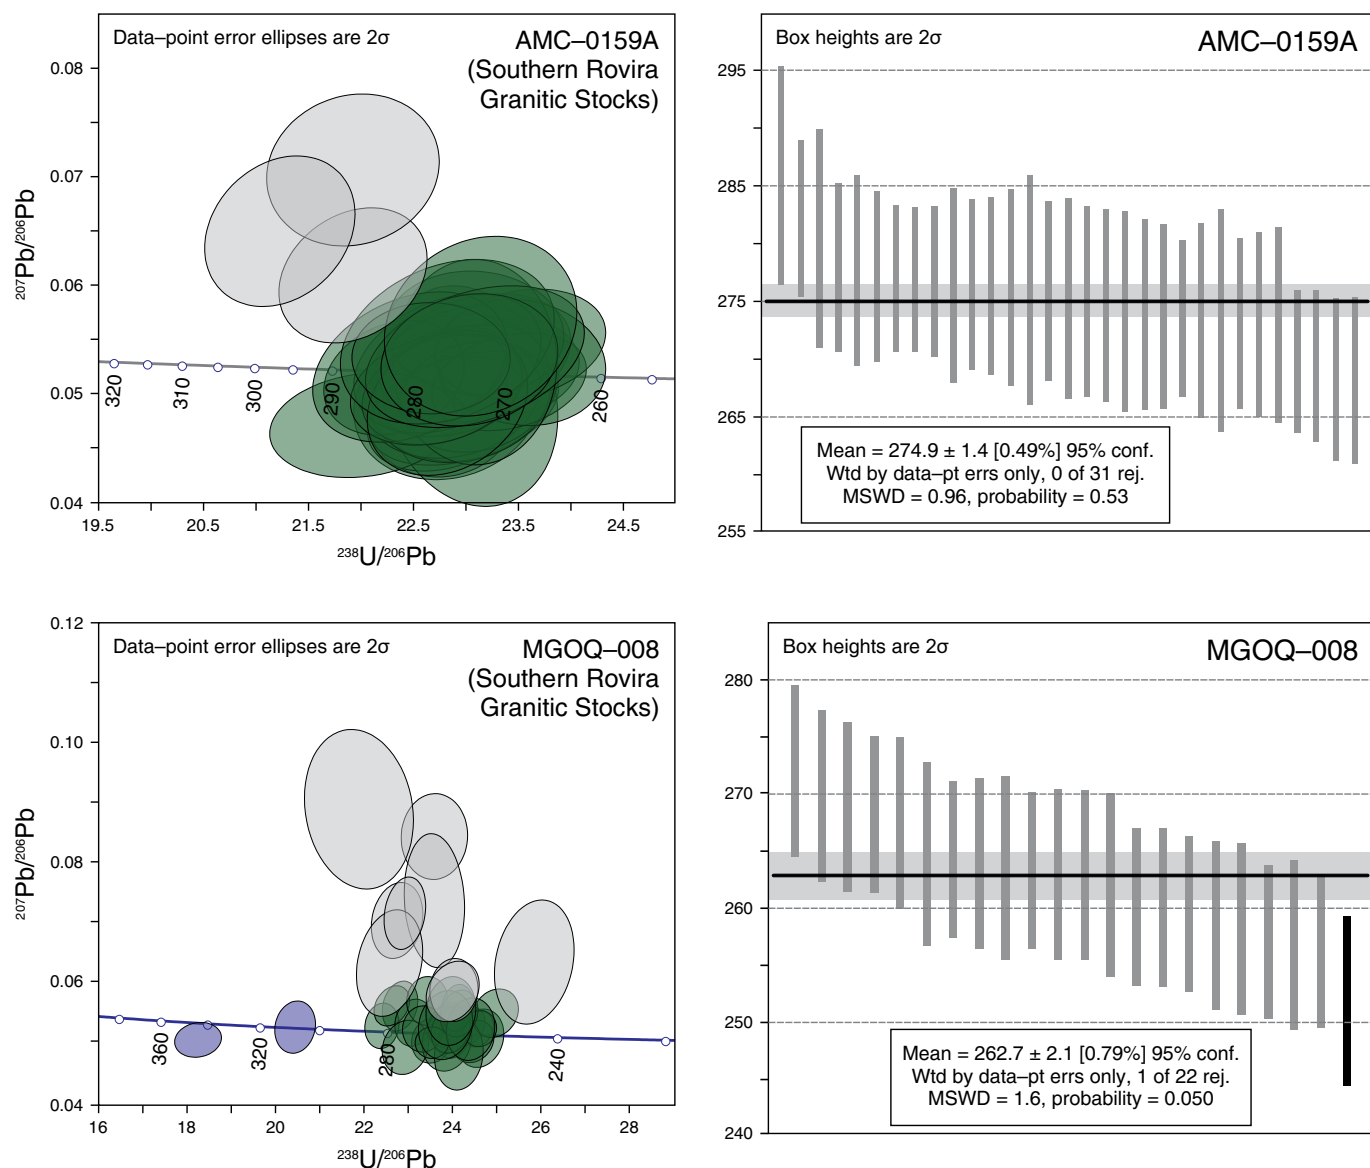 Data–point error ellipses are 2σ
AMC–0159A
(Southern Rovira
Granitic Stocks)
0.08
0.07
0.06
0.05
0.04
207Pb/206Pb
320
310
300
290
280
270
260
19.5
20.5
21.5
22.5
23.5
24.5
238U/206Pb
Box heights are 2σ
AMC–0159A
295
285
275
265
255
Mean = 274.9 ± 1.4 [0.49%] 95% conf.
Wtd by data–pt errs only, 0 of 31 rej.
MSWD = 0.96, probability = 0.53
Data–point error ellipses are 2σ
MGOQ–008
(Southern Rovira
Granitic Stocks)
0.12
0.10
0.08
0.06
0.04
207Pb/206Pb
360
320
280
240
16
18
20
22
24
26
28
238U/206Pb
Box heights are 2σ
MGOQ–008
280
270
260
250
240
Mean = 262.7 ± 2.1 [0.79%] 95% conf.
Wtd by data–pt errs only, 1 of 22 rej.
MSWD = 1.6, probability = 0.050